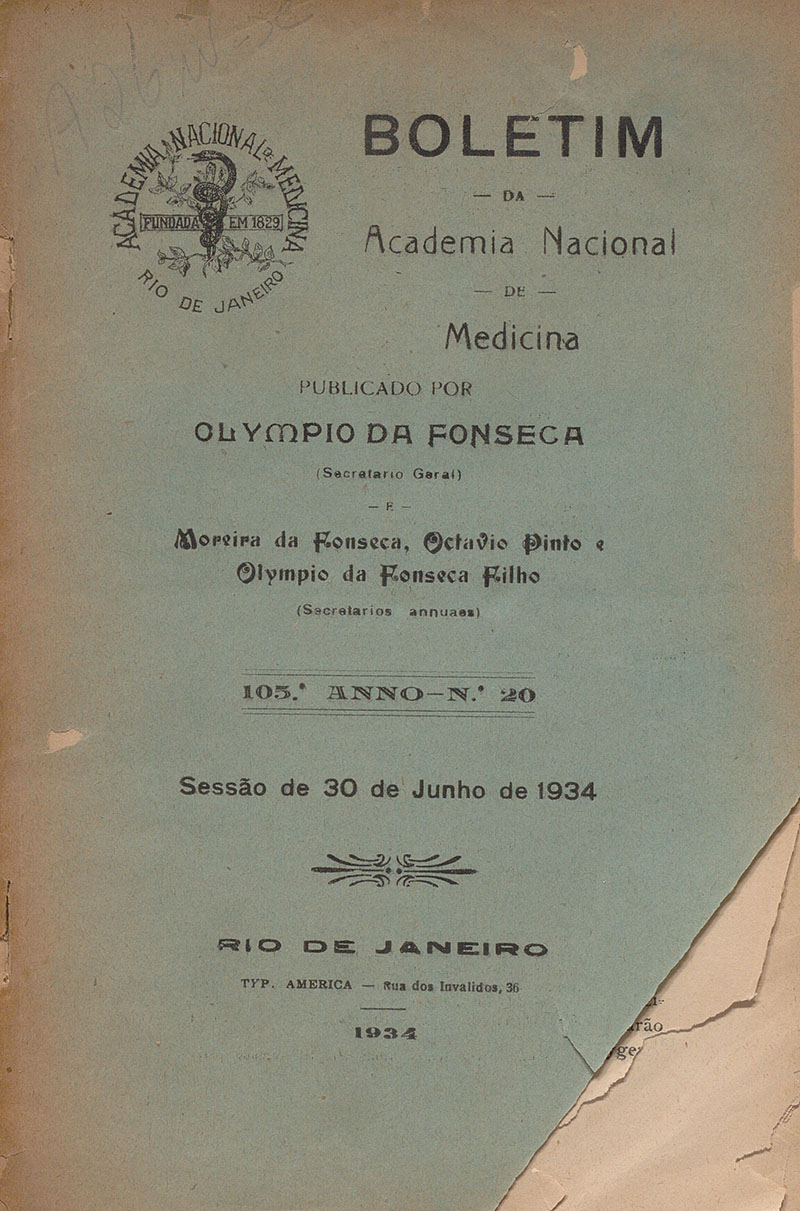 ACADEMIA NACIONAL DE MEDICINA
FUNDADA EM 1829
RIO DE JANEIRO
BOLETIM
— DA —
Academia Nacional
— DE —
Medicina
PUBLICADO POR
OLYMPIO DA FONSECA
(Secretario Geral)
— E —
Moreira da Fonseca, Octavio Pinto e
Olympio da Fonseca Filho
(Secretarios annuaes)
105.º ANNO—N.º 20
Sessão de 30 de Junho de 1934
RIO DE JANEIRO
TYP. AMERICA — Rua dos Invalidos, 36
1934